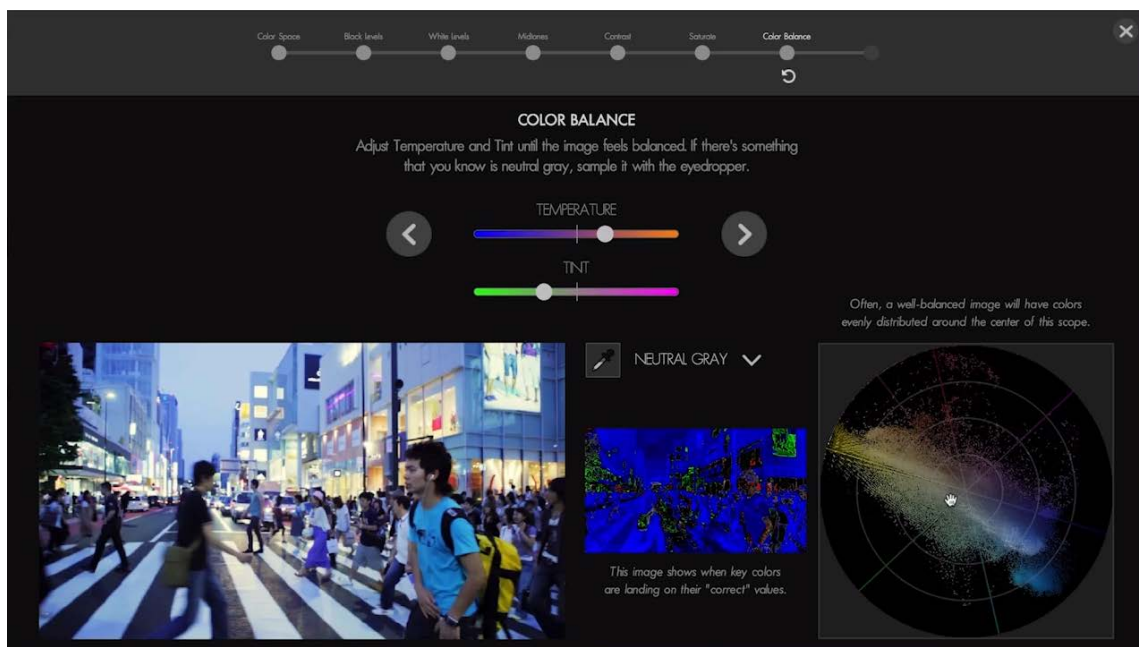 Color Space
Black Levels
White Levels
Midtones
Contrast
Saturate
Color Balance
COLOR BALANCE
Adjust Temperature and Tint until the image feels balanced. If there's something
that you know is neutral gray, sample it with the eyedropper.
TEMPERATURE
TINT
Often, a well-balanced image will have colors
evenly distributed around the center of this scope.
NEUTRAL GRAY
This image shows when key colors
are landing on their "correct" values.